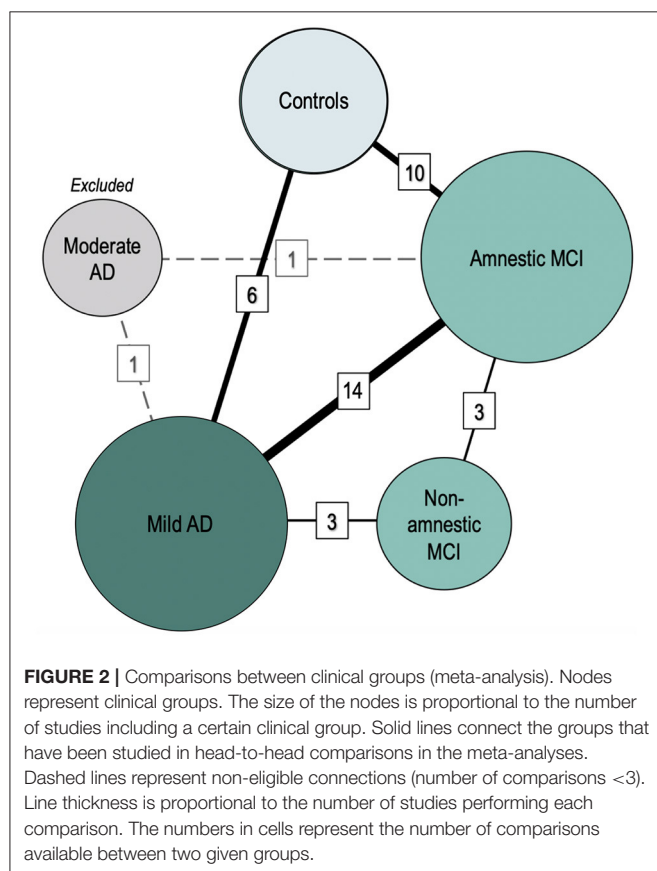 Controls
10
Excluded
Moderate
AD
1
Amnestic MCI
6
1
14
3
Non-
amnestic
MCI
Mild AD
3
FIGURE 2 | Comparisons between clinical groups (meta-analysis). Nodes
represent clinical groups. The size of the nodes is proportional to the number
of studies including a certain clinical group. Solid lines connect the groups that
have been studied in head-to-head comparisons in the meta-analyses.
Dashed lines represent non-eligible connections (number of comparisons <3).
Line thickness is proportional to the number of studies performing each
comparison. The numbers in cells represent the number of comparisons
available between two given groups.